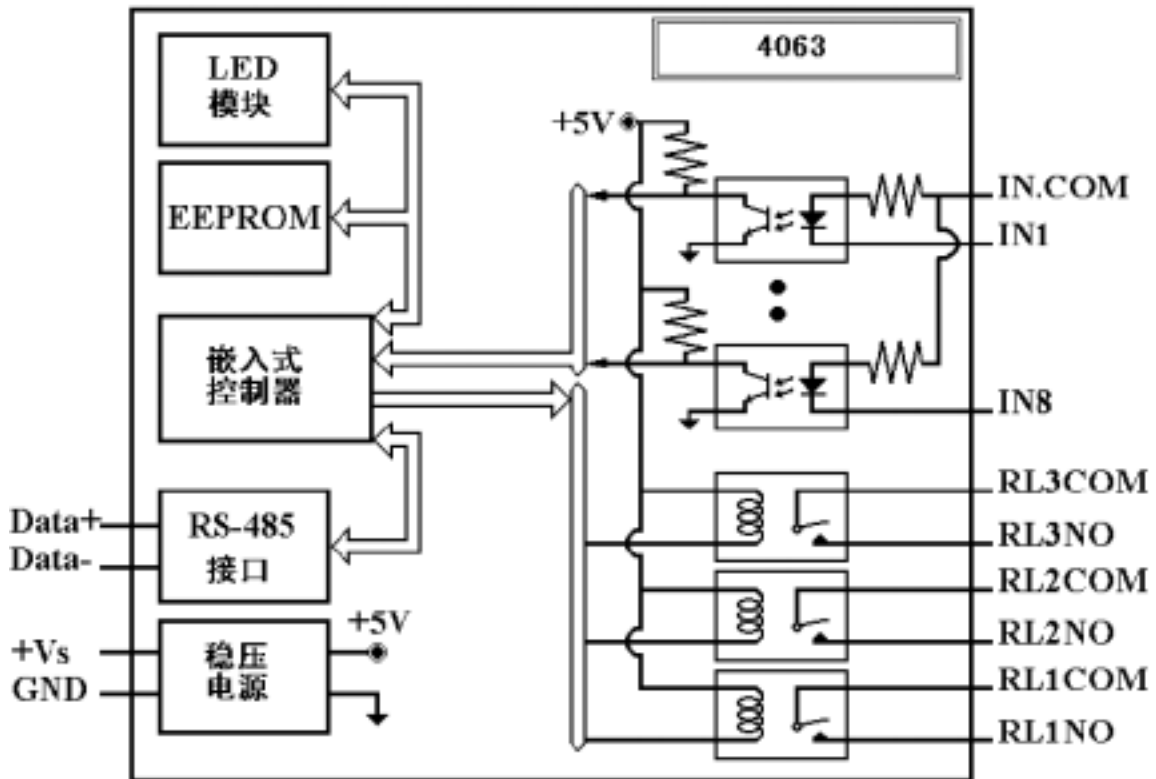 4063
LED
模块
EEPROM
嵌入式
控制器
RS-485
接口
稳压
电源
Data+
Data-
+Vs
GND
+5V
+5V
IN.COM
IN1
IN8
RL3COM
RL3NO
RL2COM
RL2NO
RL1COM
RL1NO